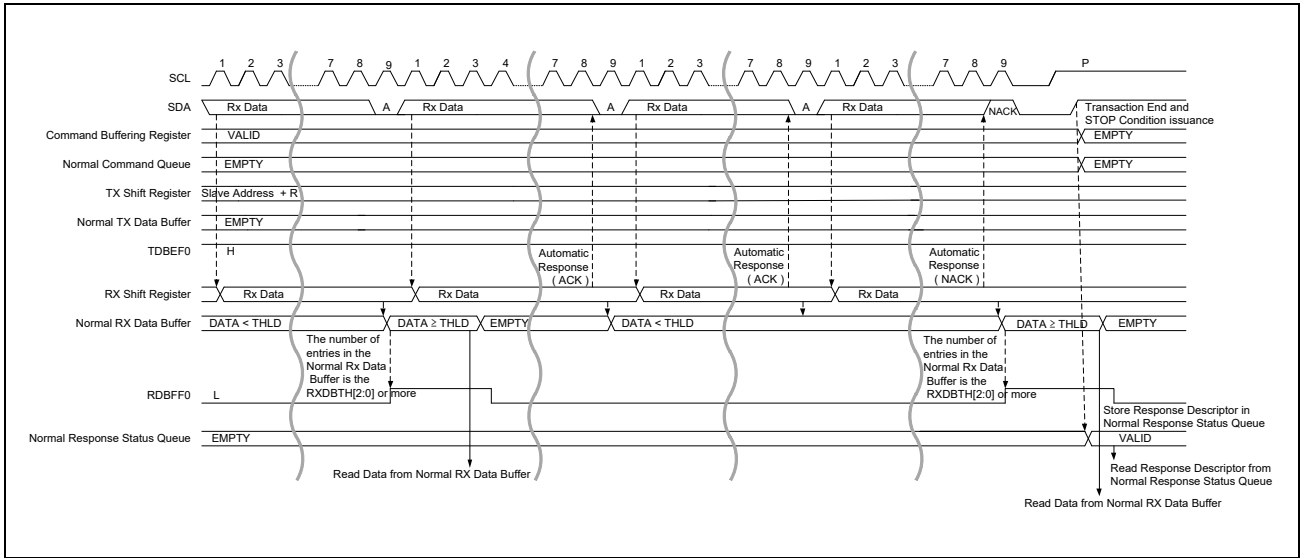 1 2 3 7 8 9 1 2 3 4 7 8 9 1 2 3 7 8 9 1 2 3 7 8 9 P
SCL
SDA Rx Data A Rx Data A Rx Data A Rx Data NACK Transaction End and
STOP Condition issuance
Command Buffering Register VALID EMPTY
Normal Command Queue EMPTY EMPTY
TX Shift Register Slave Address + R
Normal TX Data Buffer EMPTY
TDBEF0 H
Automatic
Response
( ACK )
Automatic
Response
( ACK )
Automatic
Response
( NACK )
RX Shift Register Rx Data Rx Data Rx Data Rx Data
Normal RX Data Buffer DATA < THLD DATA ≥ THLD EMPTY DATA < THLD DATA ≥ THLD EMPTY
The number of
entries in the
Normal Rx Data
Buffer is the
RXDBTH[2:0] or more
The number of
entries in the
Normal Rx Data
Buffer is the
RXDBTH[2:0] or more
RDBFF0 L
Store Response Descriptor in
Normal Response Status Queue
Normal Response Status Queue EMPTY VALID
Read Data from Normal RX Data Buffer
Read Response Descriptor from
Normal Response Status Queue
Read Data from Normal RX Data Buffer